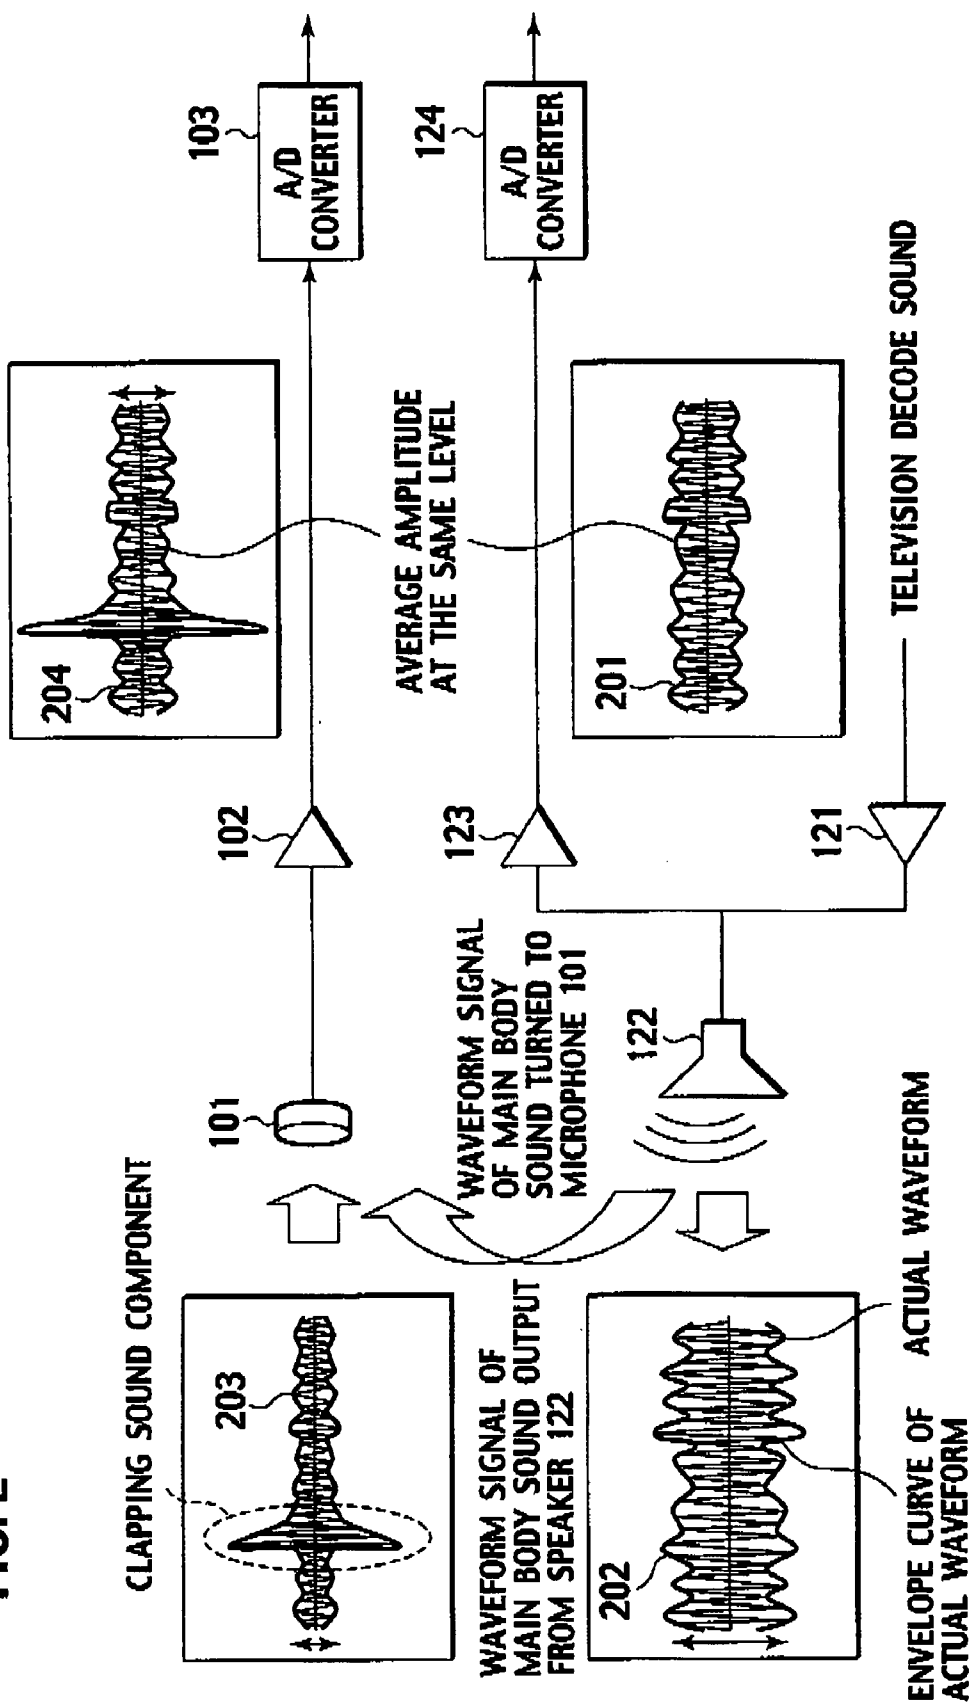 CLAPPING SOUND COMPONENT
203
101
102
204
103
A/D
CONVERTER
AVERAGE AMPLITUDE
AT THE SAME LEVEL
WAVEFORM SIGNAL OF
MAIN BODY SOUND OUTPUT
FROM SPEAKER 122
WAVEFORM SIGNAL
OF MAIN BODY
SOUND TURNED TO
MICROPHONE 101
123
124
A/D
CONVERTER
202
122
201
121
TELEVISION DECODE SOUND
ENVELOPE CURVE OF
ACTUAL WAVEFORM
ACTUAL WAVEFORM